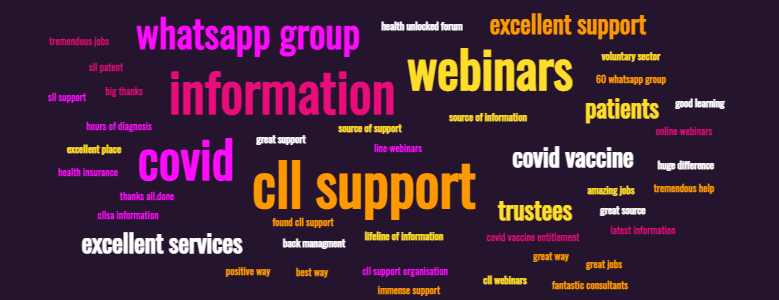 health unlocked forum
excellent support
whatsapp group
tremendous jobs
voluntary sector
webinars
sll patent
60 whatsapp group
information
big thanks
sll support
patients
good learning
source of information
hours of diagnosis
source of support
online webinars
great support
excellent place
line webinars
covid
covid vaccine
huge difference
health insurance
cll support
amazing jobs
tremendous help
thanks all.done
trustees
great source
cllsa information
found cll support
latest information
excellent services
back managment
lifeline of information
covid vaccine entitlement
great way
great jobs
positive way
best way
cll support organisation
cll webinars
fantastic consultants
immense support